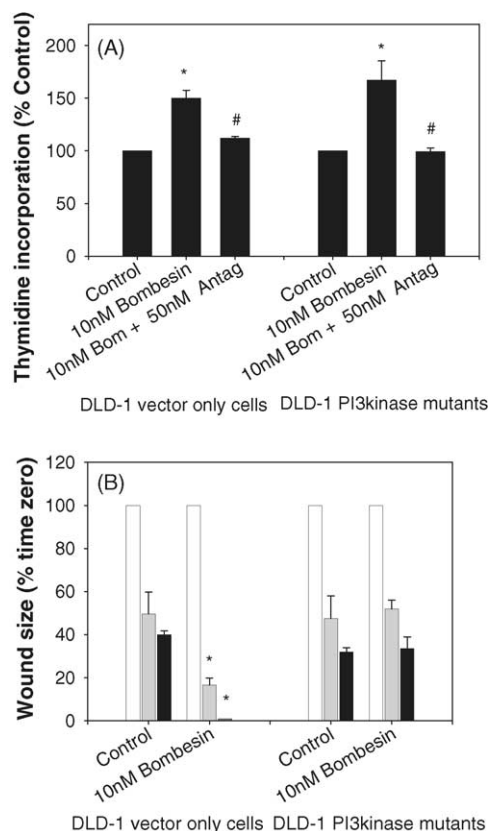 (A)
Thymidine incorporation (% Control)
200
150
100
50
0
*
#
*
#
Control
10nM Bombesin
10nM Bom + 50nM Antag
Control
10nM Bombesin
10nM Bom + 50nM Antag
DLD-1 vector only cells
DLD-1 PI3kinase mutants
(B)
Wound size (% time zero)
120
100
80
60
40
20
0
*
*
Control
10nM Bombesin
Control
10nM Bombesin
DLD-1 vector only cells
DLD-1 PI3kinase mutants